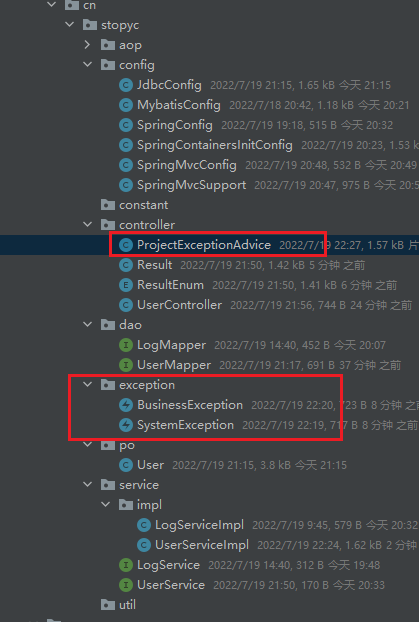 cn
stopyc
aop
config
JdbcConfig 2022/7/19 21:15, 1.65 kB 今天 21:15
MybatisConfig 2022/7/18 20:42, 1.18 kB 今天 20:21
SpringConfig 2022/7/19 19:18, 515 B 今天 20:32
SpringContainersInitConfig 2022/7/19 20:23, 1.53 k
SpringMvcConfig 2022/7/19 20:48, 532 B 今天 20:49
SpringMvcSupport 2022/7/19 20:47, 975 B 今天 20:5
constant
controller
ProjectExceptionAdvice 2022/7/19 22:27, 1.57 kB 片
Result 2022/7/19 21:50, 1.42 kB 5 分钟 之前
ResultEnum 2022/7/19 21:50, 1.41 kB 6 分钟 之前
UserController 2022/7/19 21:56, 744 B 24 分钟 之前
dao
LogMapper 2022/7/19 14:40, 452 B 今天 20:07
UserMapper 2022/7/19 21:17, 691 B 37 分钟 之前
exception
BusinessException 2022/7/19 22:20, 723 B 8 分钟 之前
SystemException 2022/7/19 22:19, 717 B 8 分钟 之前
po
User 2022/7/19 21:15, 3.8 kB 今天 21:15
service
impl
LogServiceImpl 2022/7/19 9:45, 579 B 今天 20:32
UserServiceImpl 2022/7/19 22:24, 1.62 kB 2 分钟
LogService 2022/7/19 14:40, 312 B 今天 19:48
UserService 2022/7/19 21:50, 170 B 今天 20:33
util